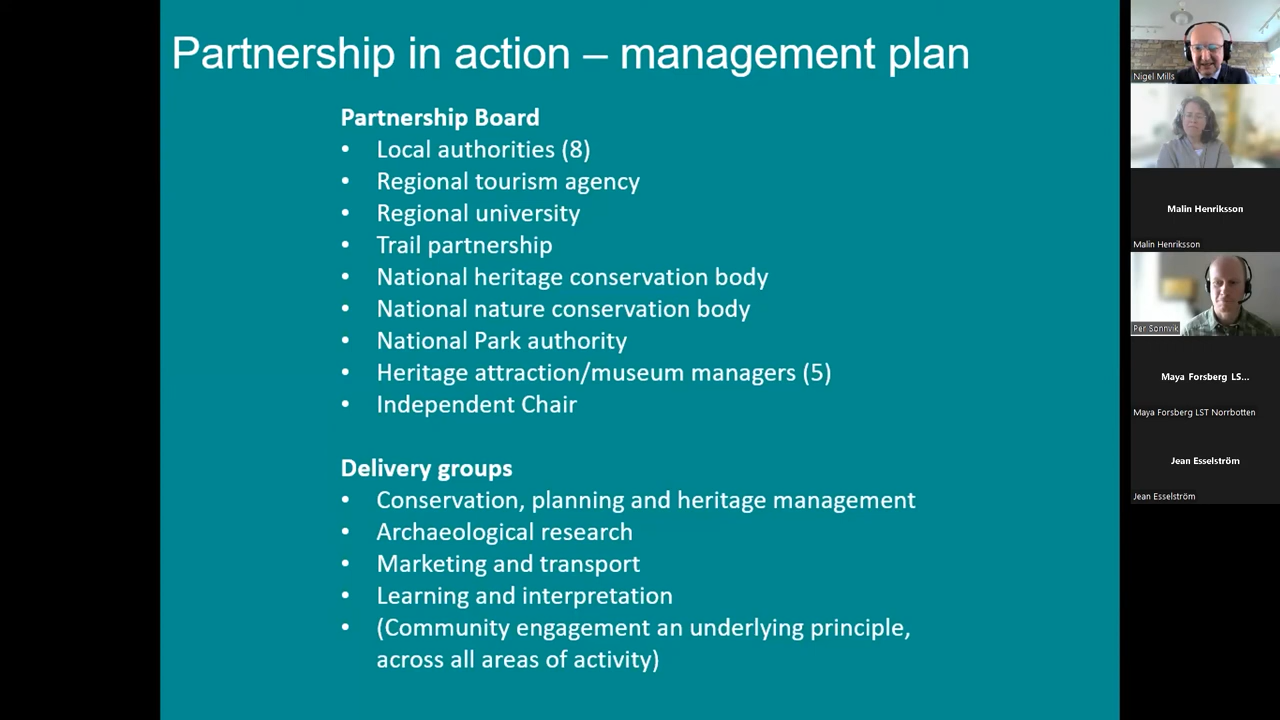 Partnership in action – management plan
Partnership Board
• Local authorities (8)
• Regional tourism agency
• Regional university
• Trail partnership
• National heritage conservation body
• National nature conservation body
• National Park authority
• Heritage attraction/museum managers (5)
• Independent Chair
Delivery groups
• Conservation, planning and heritage management
• Archaeological research
• Marketing and transport
• Learning and interpretation
• (Community engagement an underlying principle,
across all areas of activity)
Nigel Mills
Malin Henriksson
Malin Henriksson
Per Sonnvik
Maya Forsberg LS...
Maya Forsberg LST Norrbotten
Jean Esselström
Jean Esselström